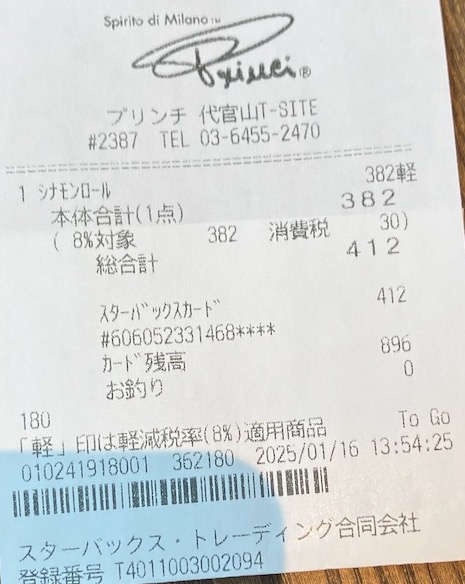 Spirito di Milano™
Princi®
プリンチ 代官山T-SITE
#2387 TEL 03-6455-2470
1 シナモンロール 382軽
本体合計(1点) 382
( 8%対象 382 消費税 30)
総合計 412
スターバックスカード 412
#606052331468****
カード残高 896
お釣り 0
180 To Go
「軽」印は軽減税率(8%)適用商品
010241918001 362180 2025/01/16 13:54:25
スターバックス・トレーディング合同会社
登録番号 T4011003002094